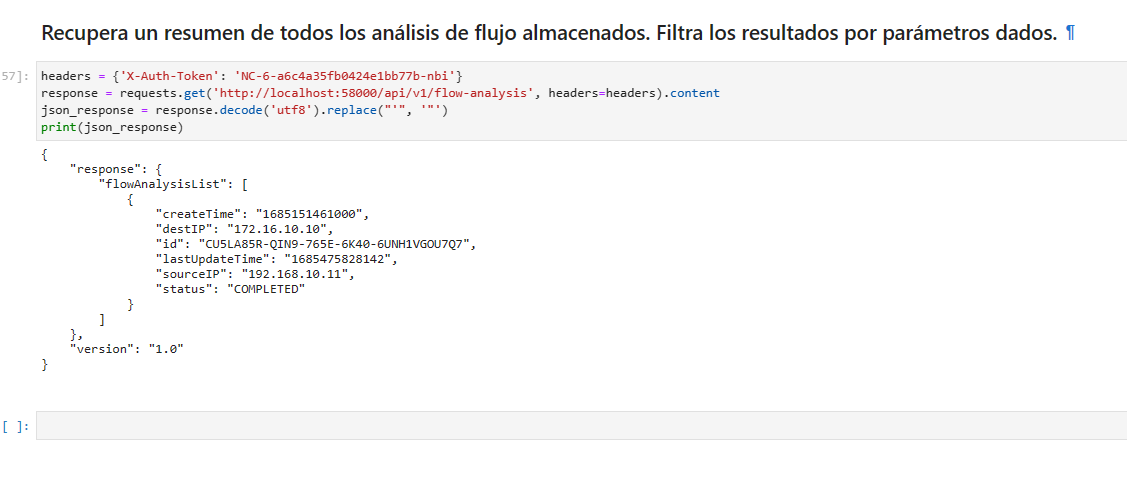 Recupera un resumen de todos los análisis de flujo almacenados. Filtra los resultados por parámetros dados. ¶
57]: headers = {'X-Auth-Token': 'NC-6-a6c4a35fb0424e1bb77b-nbi'}
response = requests.get('http://localhost:58000/api/v1/flow-analysis', headers=headers).content
json_response = response.decode('utf8').replace("'", '"')
print(json_response)
{
    "response": {
        "flowAnalysisList": [
            {
                "createTime": "1685151461000",
                "destIP": "172.16.10.10",
                "id": "CU5LA85R-QIN9-765E-6K40-6UNH1VGOU7Q7",
                "lastUpdateTime": "1685475828142",
                "sourceIP": "192.168.10.11",
                "status": "COMPLETED"
            }
        ]
    },
    "version": "1.0"
}
[ ]: